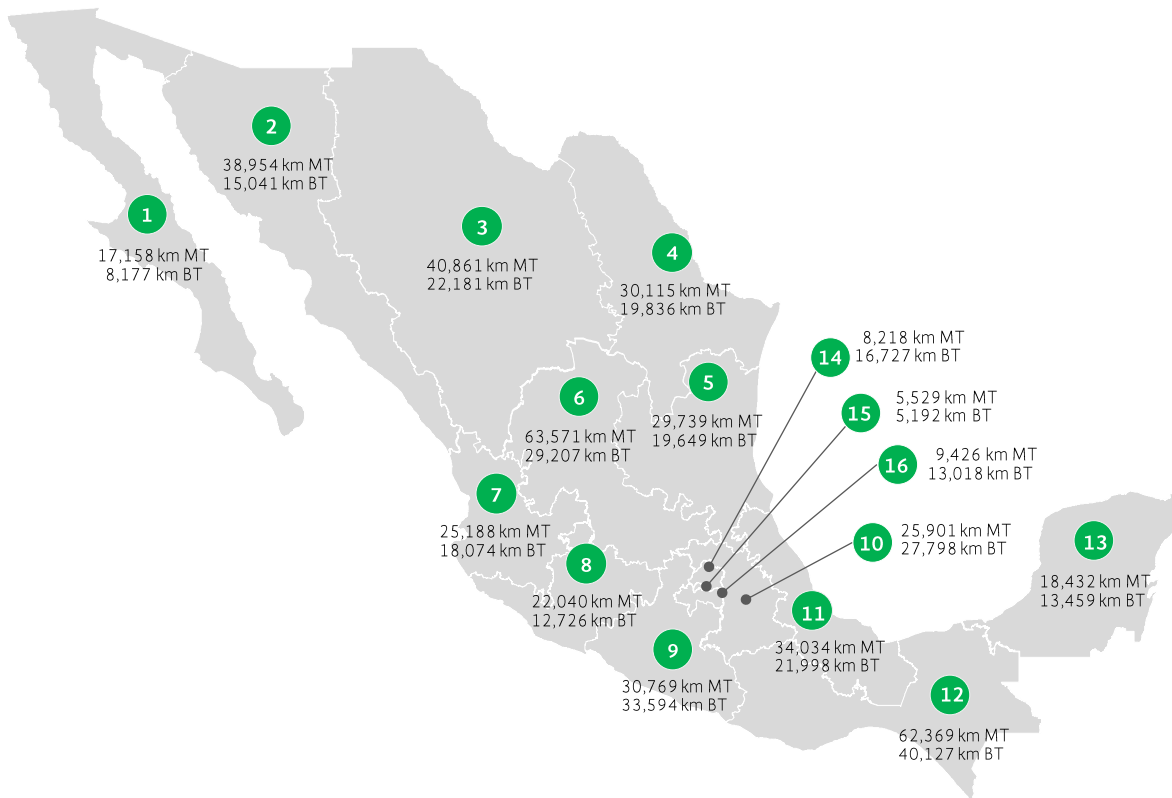 1
17,158 km MT
8,177 km BT
2
38,954 km MT
15,041 km BT
3
40,861 km MT
22,181 km BT
4
30,115 km MT
19,836 km BT
5
29,739 km MT
19,649 km BT
6
63,571 km MT
29,207 km BT
7
25,188 km MT
18,074 km BT
8
22,040 km MT
12,726 km BT
9
30,769 km MT
33,594 km BT
14
8,218 km MT
16,727 km BT
15
5,529 km MT
5,192 km BT
16
9,426 km MT
13,018 km BT
10
25,901 km MT
27,798 km BT
11
34,034 km MT
21,998 km BT
12
62,369 km MT
40,127 km BT
13
18,432 km MT
13,459 km BT